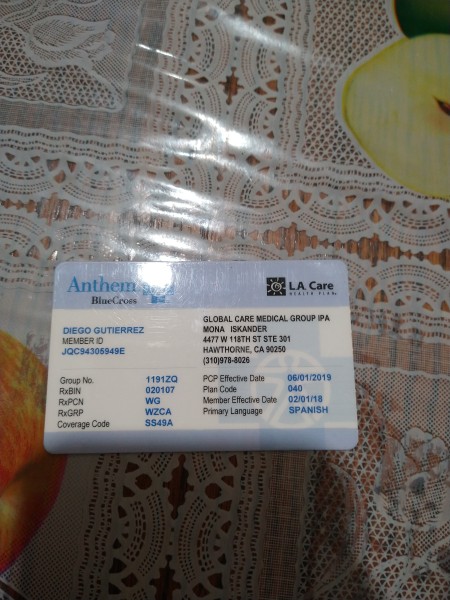 Anthem
BlueCross
L.A. Care
HEALTH PLAN
DIEGO GUTIERREZ
MEMBER ID
JQC94305949E
GLOBAL CARE MEDICAL GROUP IPA
MONA ISKANDER
4477 W 118TH ST STE 301
HAWTHORNE, CA 90250
(310)978-8026
Group No. 1191ZQ
RxBIN 020107
RxPCN WG
RxGRP WZCA
Coverage Code SS49A
PCP Effective Date 06/01/2019
Plan Code 040
Member Effective Date 02/01/18
Primary Language SPANISH